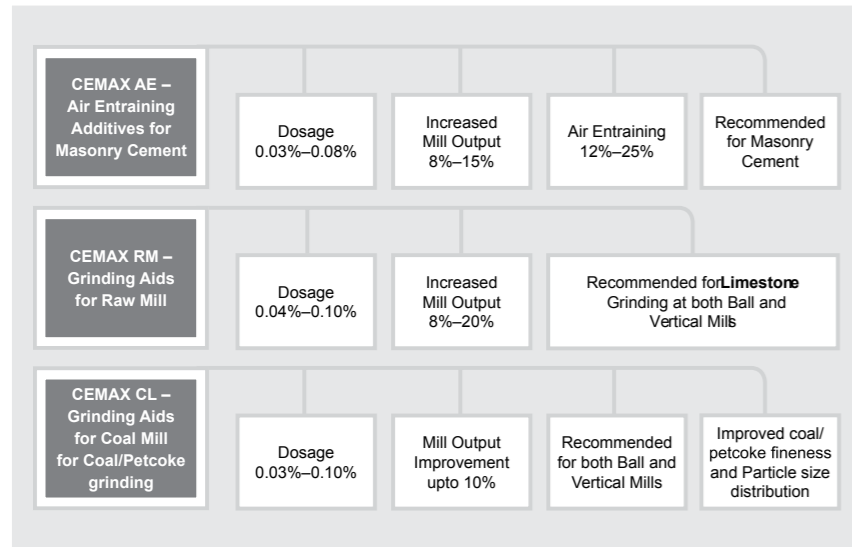 CEMAX AE –
Air Entraining
Additives for
Masonry Cement
Dosage
0.03%–0.08%
Increased
Mill Output
8%–15%
Air Entraining
12%–25%
Recommended
for Masonry
Cement
CEMAX RM –
Grinding Aids
for Raw Mill
Dosage
0.04%–0.10%
Increased
Mill Output
8%–20%
Recommended for Limestone
Grinding at both Ball and
Vertical Mills
CEMAX CL –
Grinding Aids
for Coal Mill
for Coal/Petcoke
grinding
Dosage
0.03%–0.10%
Mill Output
Improvement
upto 10%
Recommended
for both Ball and
Vertical Mills
Improved coal/
petcoke fineness
and Particle size
distribution